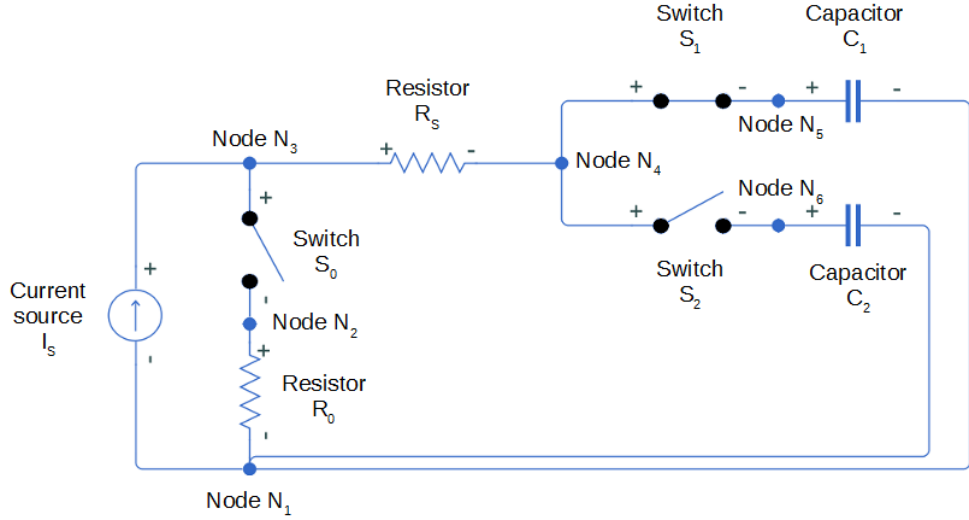 Switch
S₁
Capacitor
C₁
Resistor
Rₛ
+ - + -
Node N₅
Node N₃
+ -
Node N₄
Node N₆
+
+ - + -
Switch
S₀
Switch
S₂
Capacitor
C₂
Current
source
Iₛ
+
-
-
Node N₂
+
Resistor
R₀
-
Node N₁